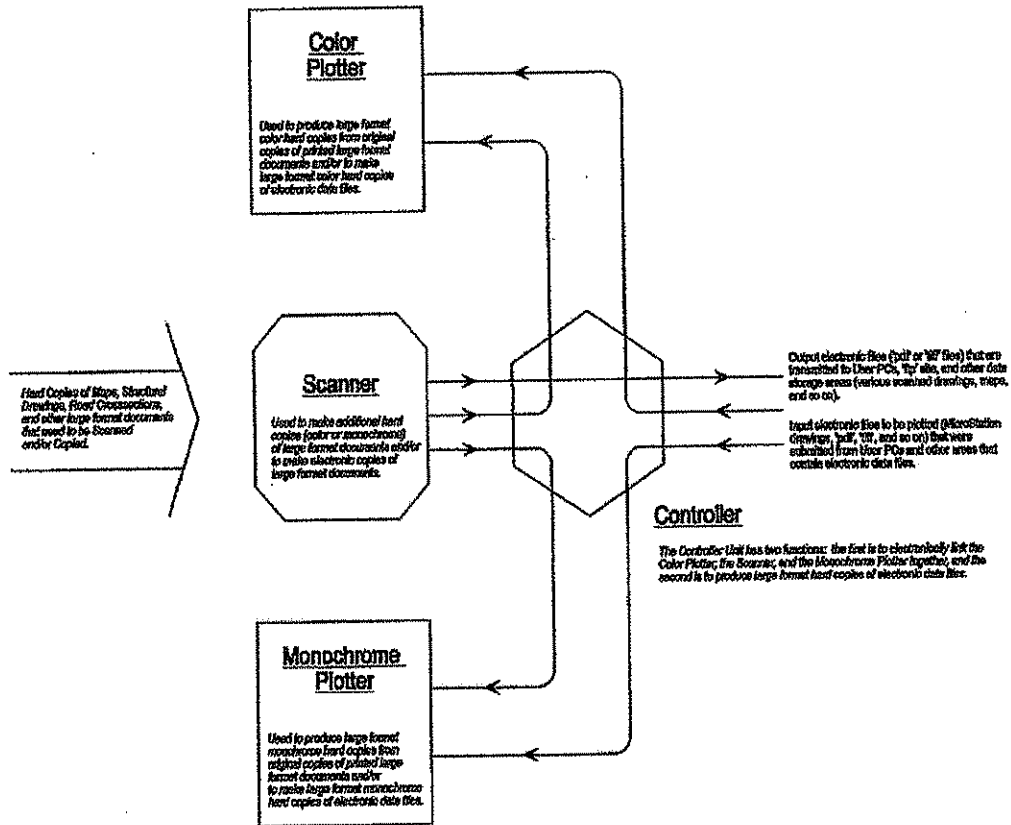 Color
Plotter
Used to produce large format
color hard copies from original
copies of printed large format
documents and/or to make
large format color hard copies
of electronic data files.
Hard Copies of Maps, Structural
Drawings, Road Crossections,
and other large format documents
that need to be Scanned
and/or Copied.
Scanner
Used to make additional hard
copies (color or monochrome)
of large format documents and/or
to make electronic copies of
large format documents.
Output electronic files ('pdf' or 'tiff' files) that are
transmitted to User PCs, 'ftp' site, and other data
storage areas (various scanned drawings, maps,
and so on).
Input electronic files to be plotted (MicroStation
drawings, 'pdf', 'tiff', and so on) that were
submitted from User PCs and other areas that
contain electronic data files.
Controller
The Controller Unit has two functions: the first is to electronically link the
Color Plotter, the Scanner, and the Monochrome Plotter together, and the
second is to produce large format hard copies of electronic data files.
Monochrome
Plotter
Used to produce large format
monochrome hard copies from
original copies of printed large
format documents and/or
to make large format monochrome
hard copies of electronic data files.